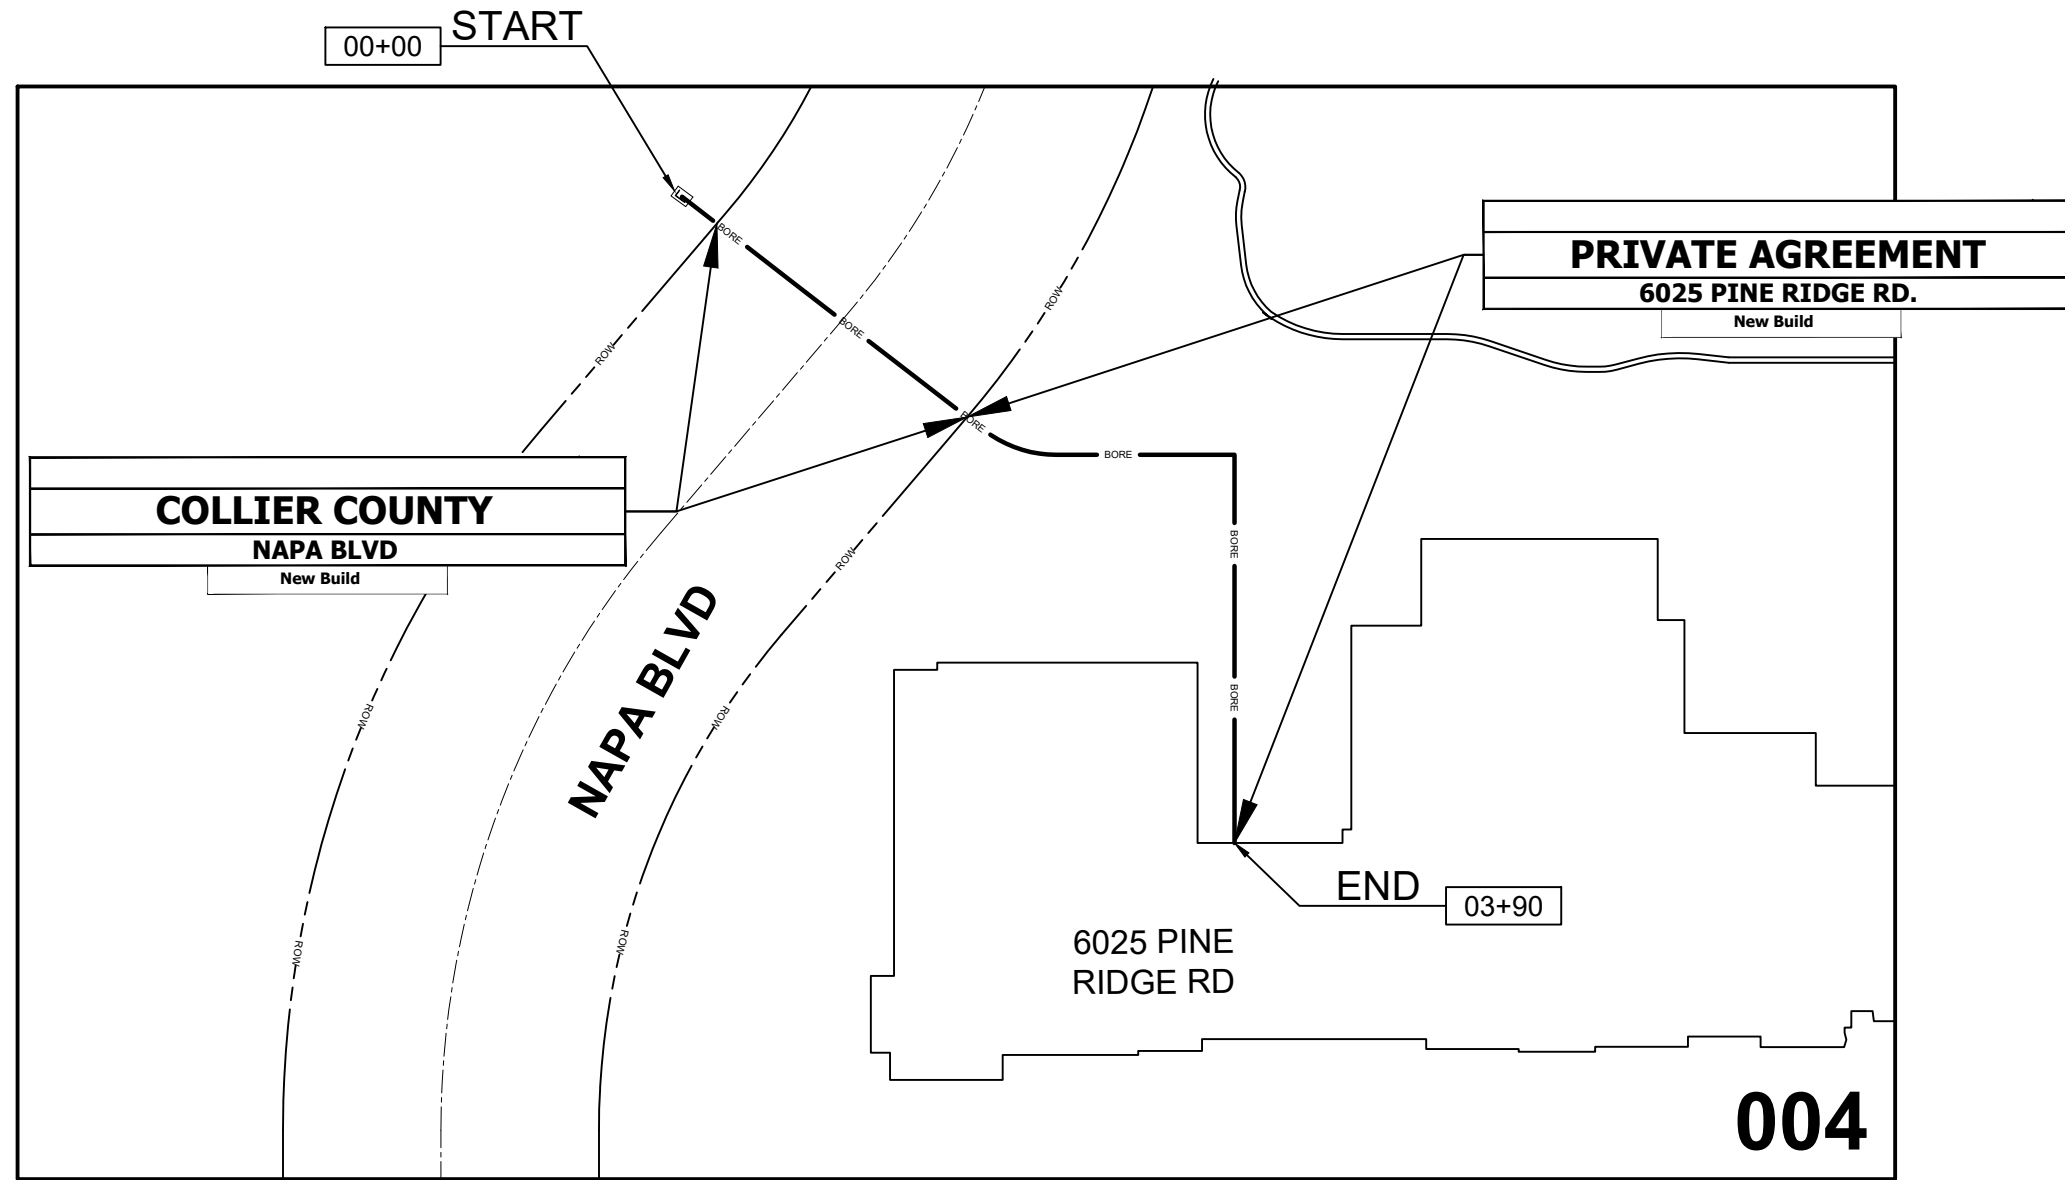 START
00+00
BORE
BORE
BORE
BORE
BORE
BORE
ROW
ROW
ROW
ROW
ROW
ROW
ROW
PRIVATE AGREEMENT
6025 PINE RIDGE RD.
New Build
COLLIER COUNTY
NAPA BLVD
New Build
NAPA BLVD
END
03+90
6025 PINE
RIDGE RD
004